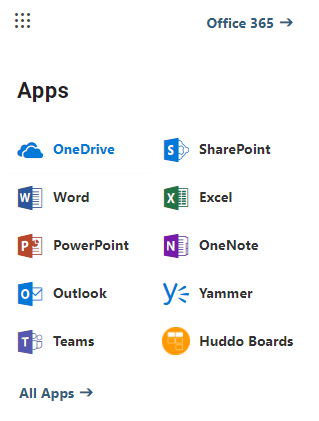 Office 365 →
Apps
OneDrive
SharePoint
Word
Excel
PowerPoint
OneNote
Outlook
Yammer
Teams
Huddo Boards
All Apps →